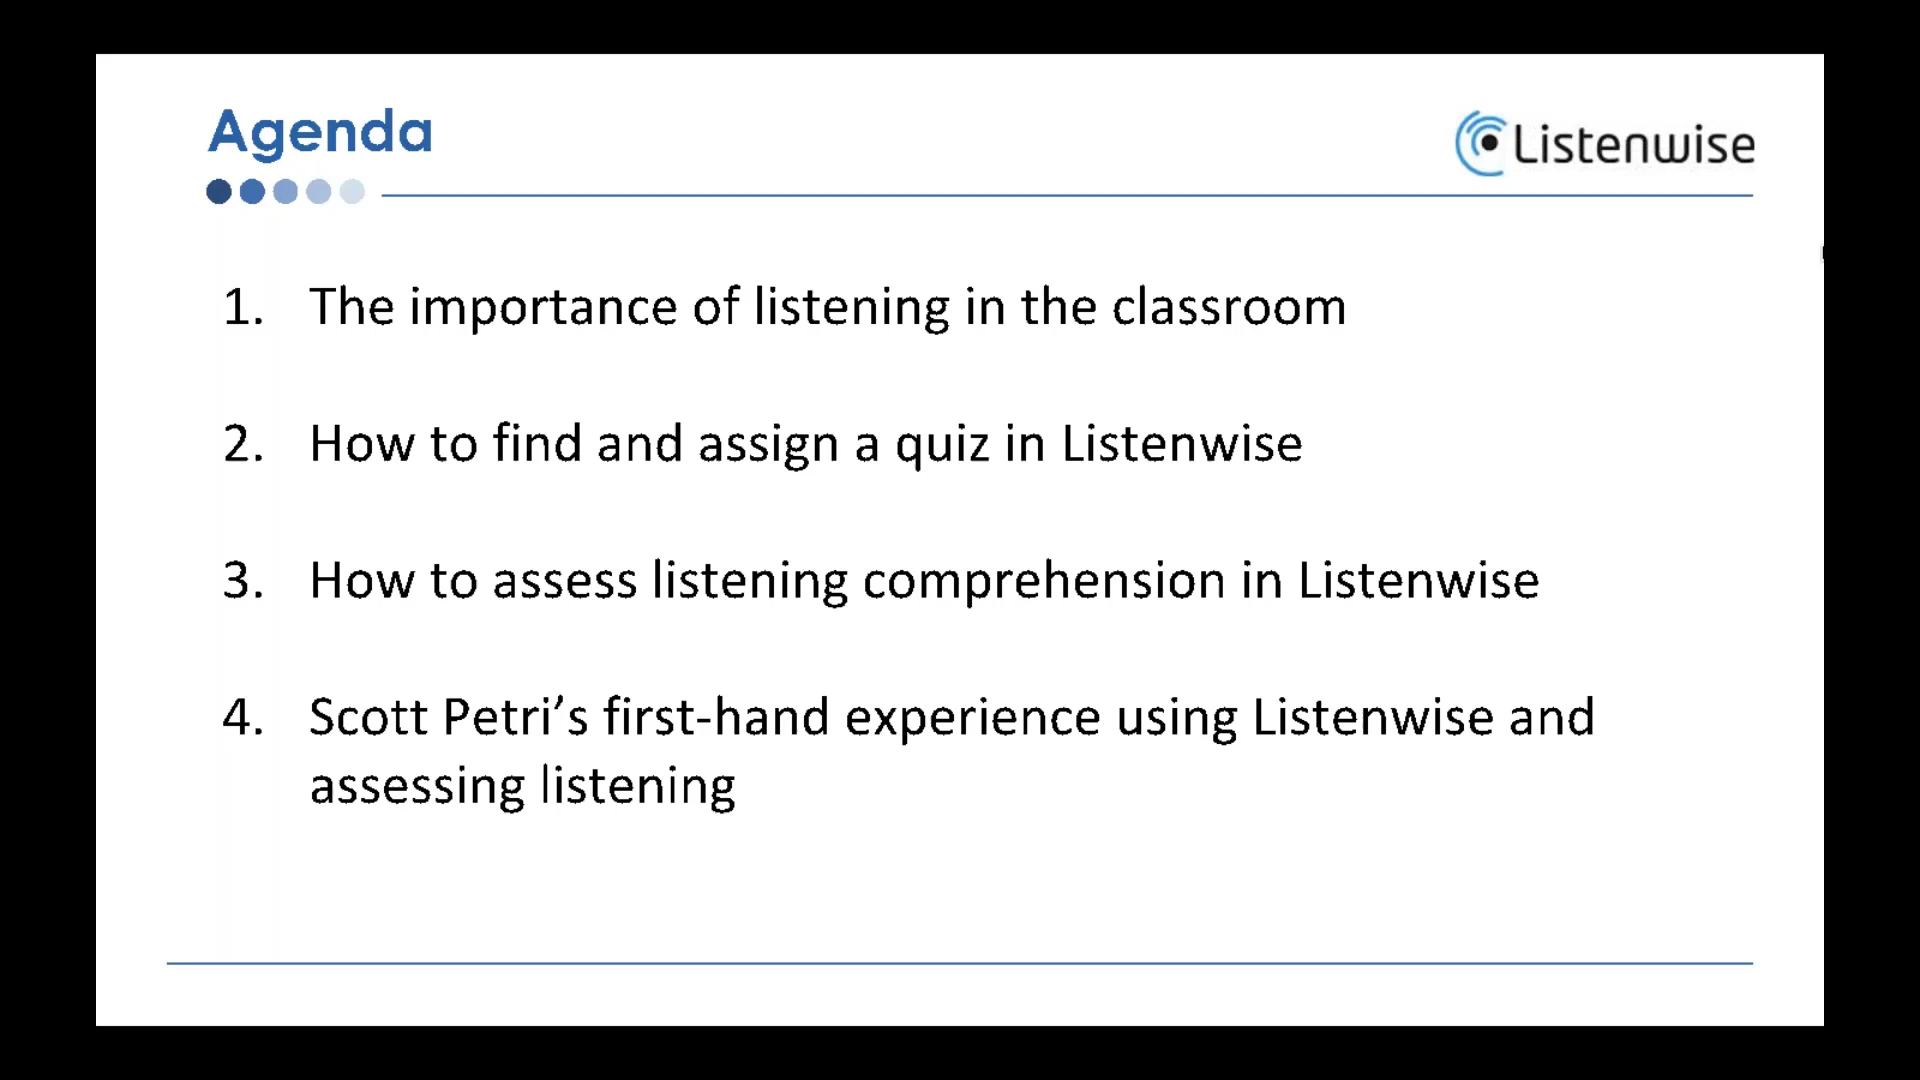 Agenda
Listenwise
1. The importance of listening in the classroom
2. How to find and assign a quiz in Listenwise
3. How to assess listening comprehension in Listenwise
4. Scott Petri’s first-hand experience using Listenwise and
assessing listening